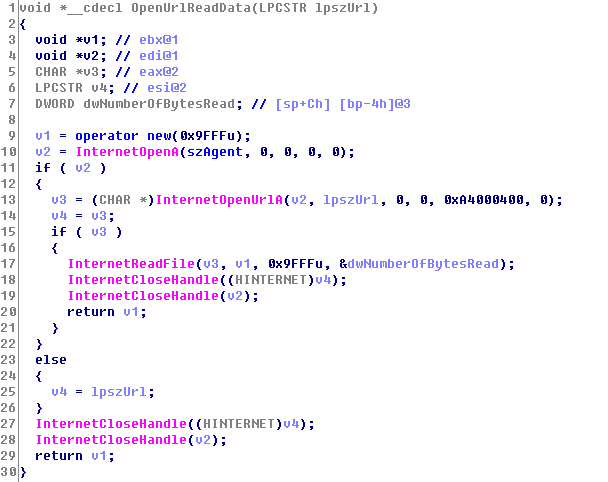 1 void *__cdecl OpenUrlReadData(LPCSTR lpszUrl)
2 {
3 void *v1; // ebx@1
4 void *v2; // edi@1
5 CHAR *v3; // eax@2
6 LPCSTR v4; // esi@2
7 DWORD dwNumberOfBytesRead; // [sp+Ch] [bp-4h]@3
8
9 v1 = operator new(0x9FFFu);
10 v2 = InternetOpenA(szAgent, 0, 0, 0, 0);
11 if ( v2 )
12 {
13 v3 = (CHAR *)InternetOpenUrlA(v2, lpszUrl, 0, 0, 0xA4000400, 0);
14 v4 = v3;
15 if ( v3 )
16 {
17 InternetReadFile(v3, v1, 0x9FFFu, &dwNumberOfBytesRead);
18 InternetCloseHandle((HINTERNET)v4);
19 InternetCloseHandle(v2);
20 return v1;
21 }
22 }
23 else
24 {
25 v4 = lpszUrl;
26 }
27 InternetCloseHandle((HINTERNET)v4);
28 InternetCloseHandle(v2);
29 return v1;
30 }